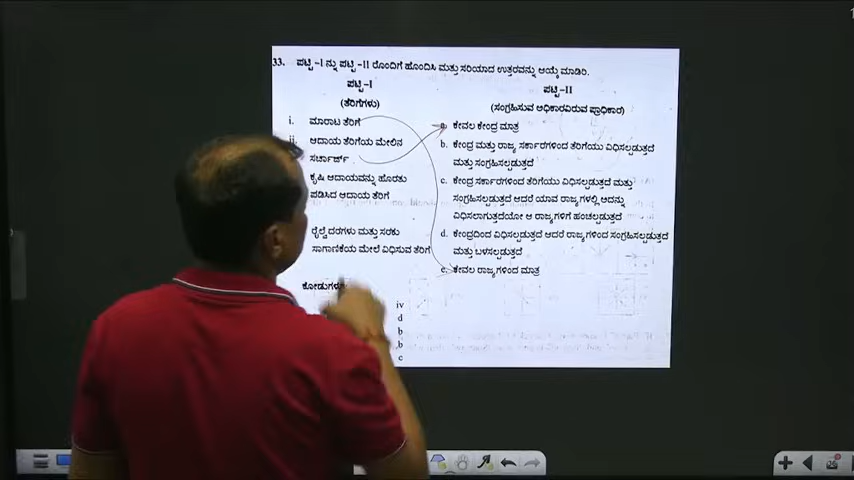 33. ಪಟ್ಟಿ-I ನ್ನು ಪಟ್ಟಿ-II ರೊಂದಿಗೆ ಹೊಂದಿಸಿ ಮತ್ತು ಸರಿಯಾದ ಉತ್ತರವನ್ನು ಆಯ್ಕೆ ಮಾಡಿರಿ.
ಪಟ್ಟಿ-I
(ತೆರಿಗೆಗಳು)
i. ಮಾರಾಟ ತೆರಿಗೆ
ii. ಆದಾಯ ತೆರಿಗೆಯ ಮೇಲಿನ
ಸರ್ಚಾರ್ಜ್
ಕೃಷಿ ಆದಾಯವನ್ನು ಹೊರತು
ಪಡಿಸಿದ ಆದಾಯ ತೆರಿಗೆ
ರೈಲ್ವೆ ದರಗಳು ಮತ್ತು ಸರಕು
ಸಾಗಾಣಿಕೆಯ ಮೇಲೆ ವಿಧಿಸುವ ತೆರಿಗೆ
ಪಟ್ಟಿ-II
(ಸಂಗ್ರಹಿಸುವ ಅಧಿಕಾರವಿರುವ ಪ್ರಾಧಿಕಾರ)
a. ಕೇವಲ ಕೇಂದ್ರ ಮಾತ್ರ
b. ಕೇಂದ್ರ ಮತ್ತು ರಾಜ್ಯ ಸರ್ಕಾರಗಳಿಂದ ತೆರಿಗೆಯು ವಿಧಿಸಲ್ಪಡುತ್ತದೆ
ಮತ್ತು ಸಂಗ್ರಹಿಸಲ್ಪಡುತ್ತದೆ
c. ಕೇಂದ್ರ ಸರ್ಕಾರಗಳಿಂದ ತೆರಿಗೆಯು ವಿಧಿಸಲ್ಪಡುತ್ತದೆ ಮತ್ತು
ಸಂಗ್ರಹಿಸಲ್ಪಡುತ್ತದೆ ಆದರೆ ಯಾವ ರಾಜ್ಯಗಳಲ್ಲಿ ಅದನ್ನು
ವಿಧಿಸಲಾಗುತ್ತದೆಯೋ ಆ ರಾಜ್ಯಗಳಿಗೆ ಹಂಚಲ್ಪಡುತ್ತದೆ
d. ಕೇಂದ್ರದಿಂದ ವಿಧಿಸಲ್ಪಡುತ್ತದೆ ಆದರೆ ರಾಜ್ಯಗಳಿಂದ ಸಂಗ್ರಹಿಸಲ್ಪಡುತ್ತದೆ
ಮತ್ತು ಬಳಸಲ್ಪಡುತ್ತದೆ
e. ಕೇವಲ ರಾಜ್ಯಗಳಿಂದ ಮಾತ್ರ
iv
d
b
b
c